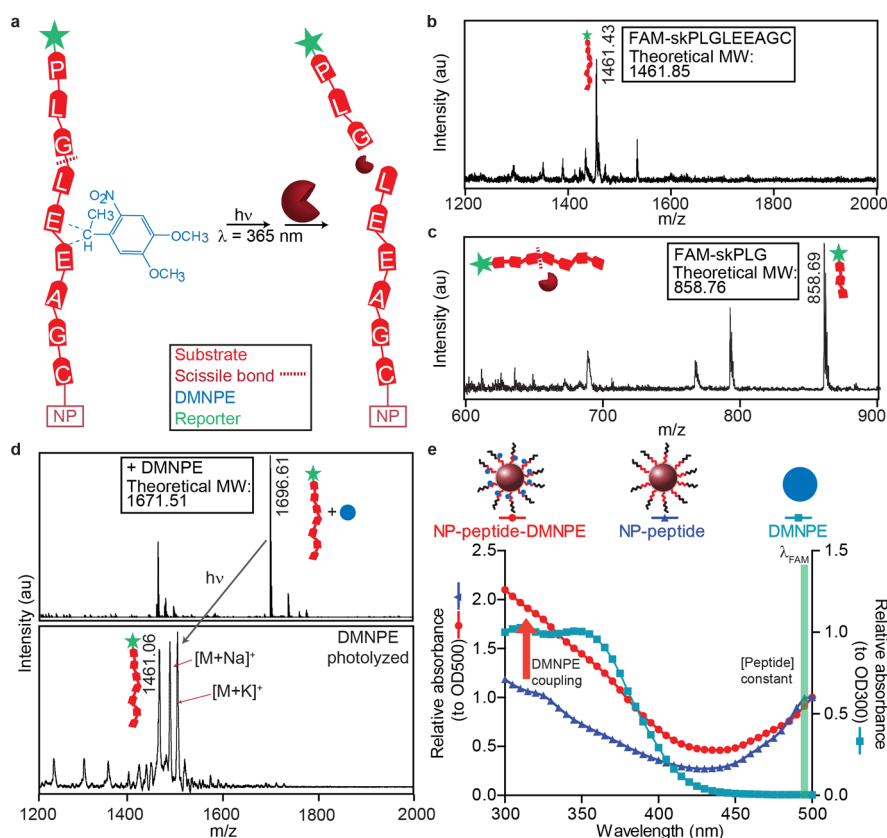 a
P
L
G
L
E
E
A
G
C
NP
O2N
CH3
C
H
OCH3
OCH3
hν
λ = 365 nm
P
L
G
L
E
E
A
G
C
NP
Substrate
Scissile bond
DMNPE
Reporter
b
Intensity (au)
1461.43
FAM-skPLGLEEAGC
Theoretical MW:
1461.85
1200 1400 1600 1800 2000
m/z
c
Intensity (au)
FAM-skPLG
Theoretical MW:
858.76
858.69
600 700 800 900
m/z
d
Intensity (au)
+ DMNPE
Theoretical MW:
1671.51
1696.61
+
hν
1461.06
[M+Na]+
[M+K]+
DMNPE
photolyzed
1200 1400 1600 1800 2000
m/z
e
NP-peptide-DMNPE
NP-peptide
DMNPE
λFAM
Relative absorbance
(to OD500)
2.5
2.0
1.5
1.0
0.5
0.0
DMNPE
coupling
[Peptide]
constant
1.5
1.0
0.5
0.0
Relative absorbance
(to OD300)
300 350 400 450 500
Wavelength (nm)